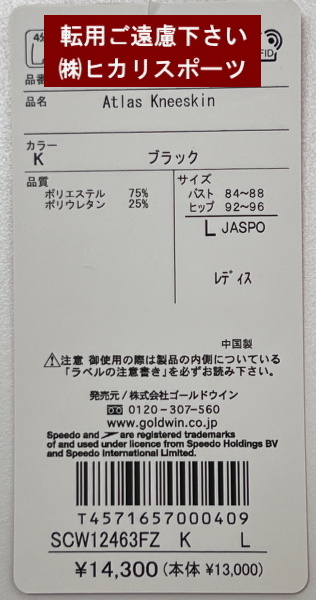 転用ご遠慮下さい
㈱ヒカリスポーツ
品番
品名 Atlas Kneeskin
カラー
K ブラック
品質
ポリエステル 75%
ポリウレタン 25%
サイズ
バスト 84〜88
ヒップ 92〜96
L JASPO
レディス
中国製
⚠注意 御使用の際は製品の内側についている
「ラベルの注意書き」を必ずお読み下さい。
発売元/株式会社ゴールドウイン
0120-307-560
www.goldwin.co.jp
Speedo and are registered trademarks
of and used under licence from Speedo Holdings BV
and Speedo International Limited.
T4571657000409
SCW12463FZ K L
¥14,300(本体 ¥13,000)